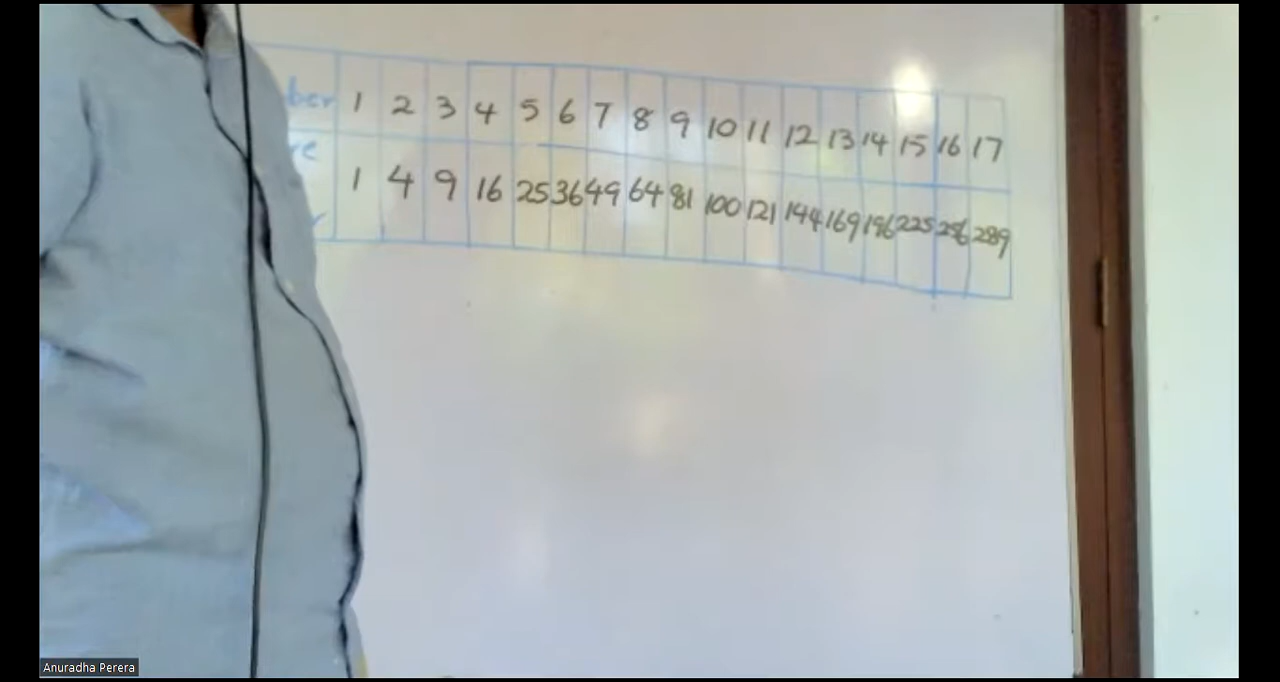 1 2 3 4 5 6 7 8 9 10 11 12 13 14 15 16 17
1 4 9 16 25 36 49 64 81 100 121 144 169 196 225 256 289
Anuradha Perera